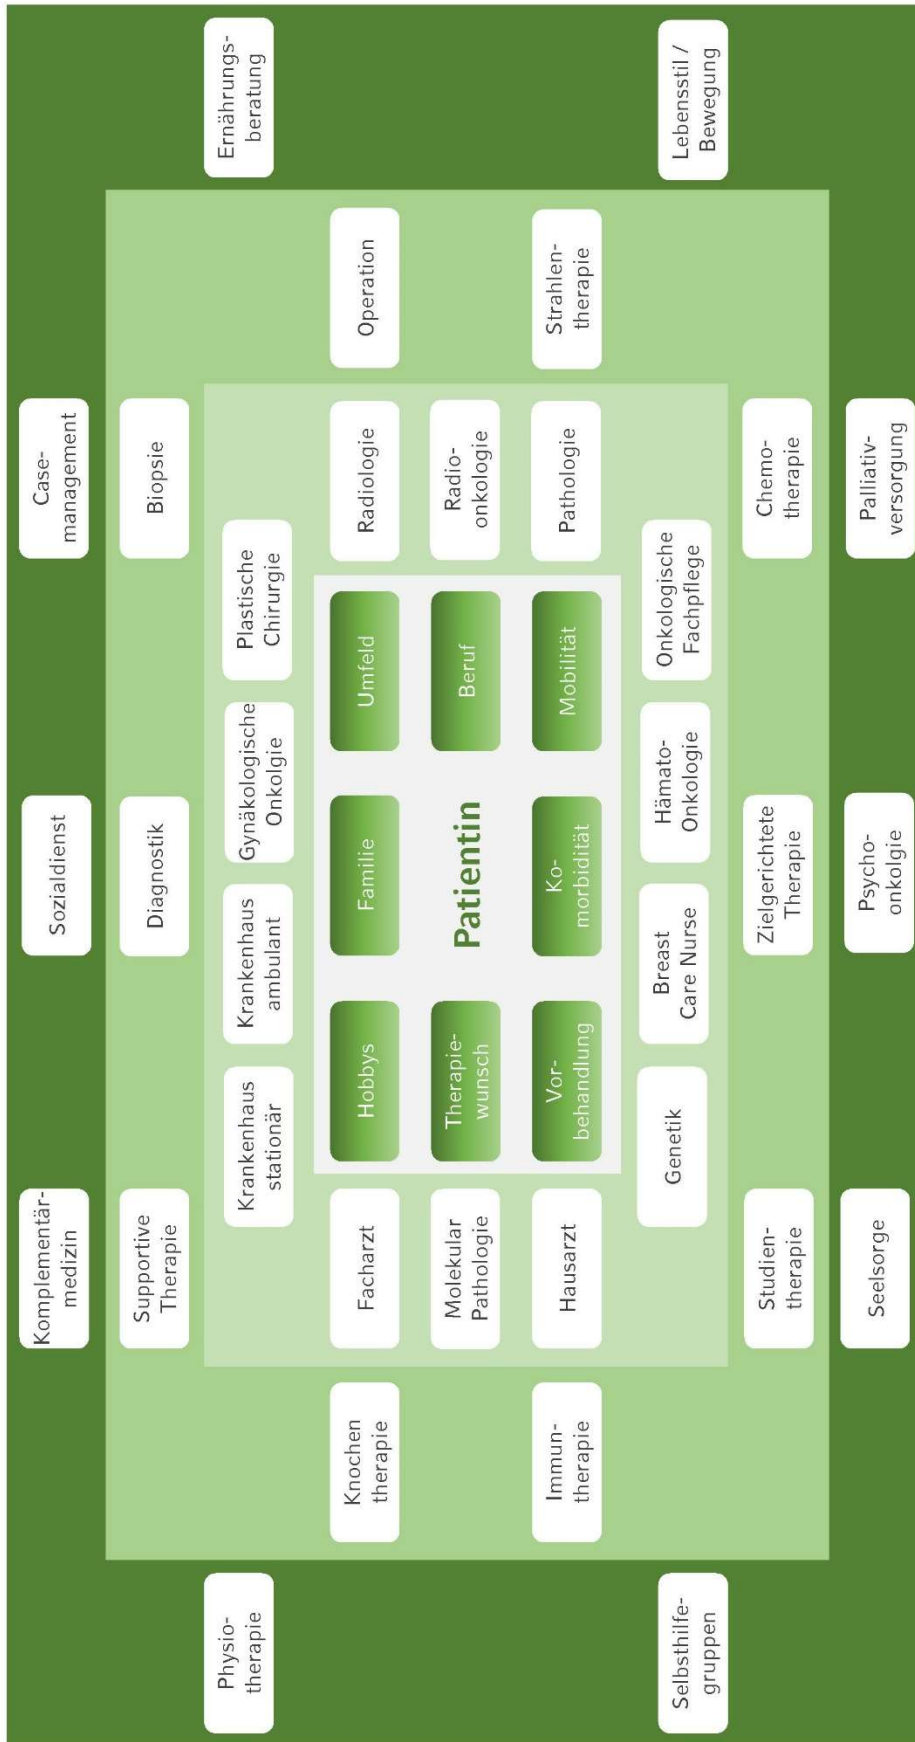 Komplementär-
medizin
Sozialdienst
Case-
management
Supportive
Therapie
Diagnostik
Biopsie
Physio-
therapie
Krankenhaus
stationär
Krankenhaus
ambulant
Gynäkologische
Onkolgie
Plastische
Chirurgie
Ernährungs-
beratung
Knochen
therapie
Facharzt
Hobbys
Familie
Umfeld
Radiologie
Operation
Molekular
Pathologie
Therapie-
wunsch
Patientin
Beruf
Radio-
onkologie
Immun-
therapie
Hausarzt
Vor-
behandlung
Ko-
morbidität
Mobilität
Pathologie
Strahlen-
therapie
Selbsthilfe-
gruppen
Genetik
Breast
Care Nurse
Hämato-
Onkologie
Onkologische
Fachpflege
Lebensstil /
Bewegung
Studien-
therapie
Zielgerichtete
Therapie
Chemo-
therapie
Seelsorge
Psycho-
onkolgie
Palliativ-
versorgung